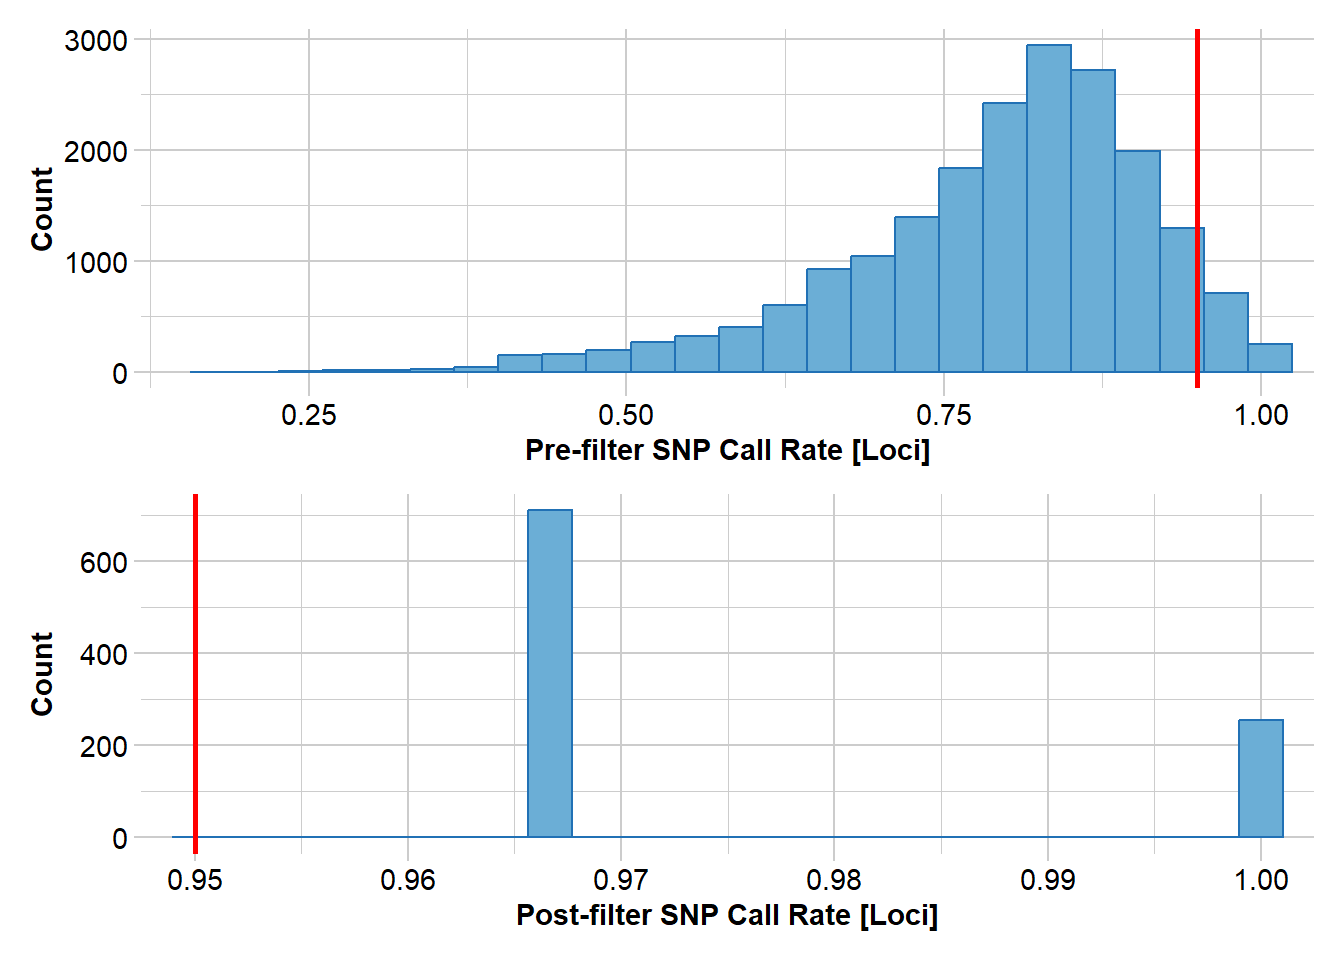 3000
2000
1000
0
Count
0.25 0.50 0.75 1.00
Pre-filter SNP Call Rate [Loci]
600
400
200
0
Count
0.95 0.96 0.97 0.98 0.99 1.00
Post-filter SNP Call Rate [Loci]